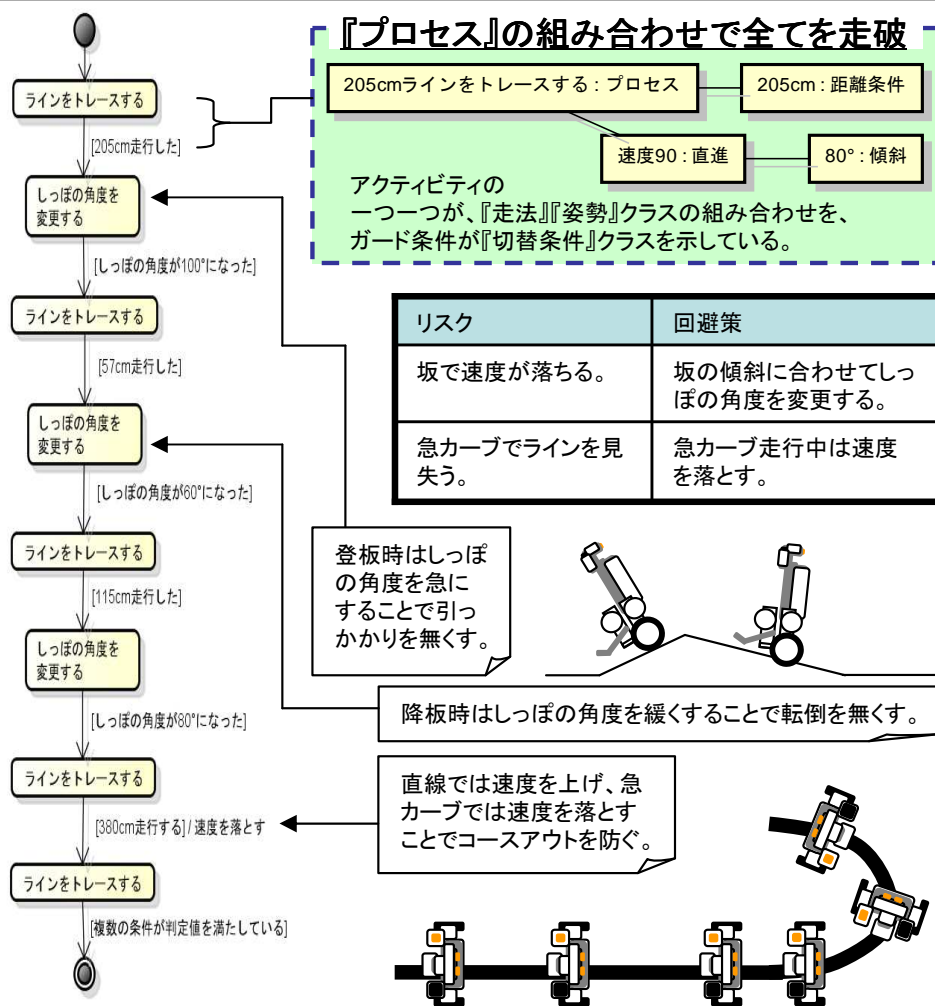 ラインをトレースする
[205cm走行した]
しっぽの角度を
変更する
[しっぽの角度が100°になった]
ラインをトレースする
[57cm走行した]
しっぽの角度を
変更する
[しっぽの角度が60°になった]
ラインをトレースする
[115cm走行した]
しっぽの角度を
変更する
[しっぽの角度が80°になった]
ラインをトレースする
[380cm走行する] / 速度を落とす
ラインをトレースする
[複数の条件が判定値を満たしている]
『プロセス』の組み合わせで全てを走破
205cmラインをトレースする : プロセス
205cm : 距離条件
速度90 : 直進
80° : 傾斜
アクティビティの
一つ一つが、『走法』『姿勢』クラスの組み合わせを、
ガード条件が『切替条件』クラスを示している。
リスク
回避策
坂で速度が落ちる。
坂の傾斜に合わせてしっ
ぽの角度を変更する。
急カーブでラインを見
失う。
急カーブ走行中は速度
を落とす。
登板時はしっぽ
の角度を急に
することで引っ
かかりを無くす。
降板時はしっぽの角度を緩くすることで転倒を無くす。
直線では速度を上げ、急
カーブでは速度を落とす
ことでコースアウトを防ぐ。